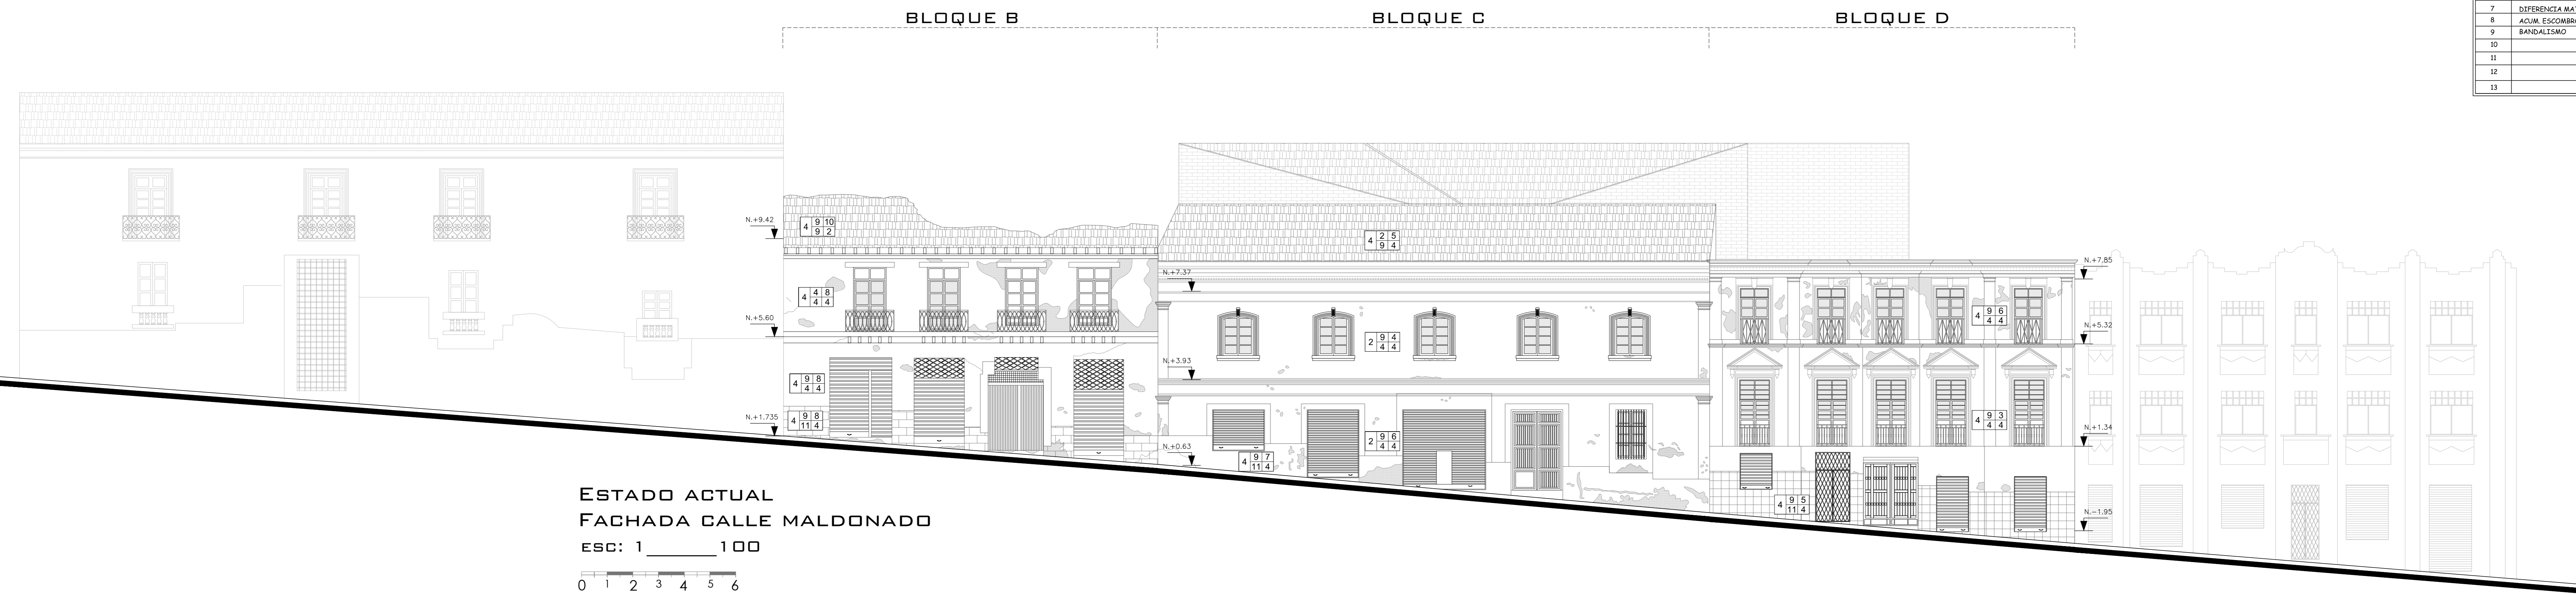 BLOQUE B
BLOQUE C
BLOQUE D
7 DIFERENCIA MA
8 ACUM. ESCOMBR
9 BANDALISMO
10
11
12
13
N.+9.42
4 9 10
9 2
4 2 5
9 4
N.+7.37
N.+7.85
4 4 8
4 4
N.+5.60
4 9 6
4 4
N.+5.32
2 9 4
4 4
N.+3.93
4 9 8
4 4
N.+1.735
4 9 8
11 4
4 9 3
4 4
N.+1.34
N.+0.63
2 9 6
4 4
4 9 7
11 4
4 9 5
11 4
N.-1.95
ESTADO ACTUAL
FACHADA CALLE MALDONADO
ESC: 1______100
0 1 2 3 4 5 6